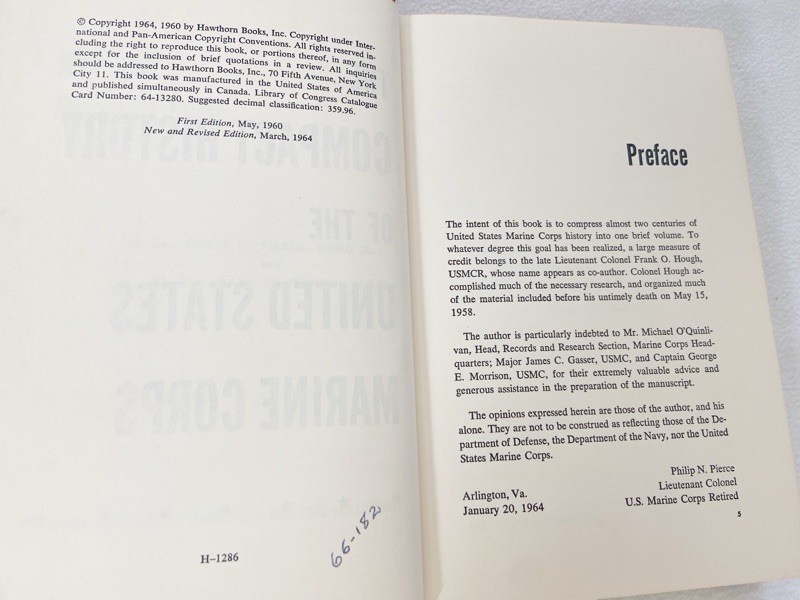 © Copyright 1964, 1960 by Hawthorn Books, Inc. Copyright under Inter-
national and Pan-American Copyright Conventions. All rights reserved in-
cluding the right to reproduce this book, or portions thereof, in any form
except for the inclusion of brief quotations in a review. All inquiries
should be addressed to Hawthorn Books, Inc., 70 Fifth Avenue, New York
City 11. This book was manufactured in the United States of America
and published simultaneously in Canada. Library of Congress Catalogue
Card Number: 64-13280. Suggested decimal classification: 359.96.
First Edition, May, 1960
New and Revised Edition, March, 1964
COMPACT HISTORY
OF THE
UNITED STATES
MARINE CORPS
66-182
H-1286
Preface
The intent of this book is to compress almost two centuries of
United States Marine Corps history into one brief volume. To
whatever degree this goal has been realized, a large measure of
credit belongs to the late Lieutenant Colonel Frank O. Hough,
USMCR, whose name appears as co-author. Colonel Hough ac-
complished much of the necessary research, and organized much
of the material included before his untimely death on May 15,
1958.
The author is particularly indebted to Mr. Michael O'Quinli-
van, Head, Records and Research Section, Marine Corps Head-
quarters; Major James C. Gasser, USMC, and Captain George
E. Morrison, USMC, for their extremely valuable advice and
generous assistance in the preparation of the manuscript.
The opinions expressed herein are those of the author, and his
alone. They are not to be construed as reflecting those of the De-
partment of Defense, the Department of the Navy, nor the United
States Marine Corps.
Philip N. Pierce
Lieutenant Colonel
U.S. Marine Corps Retired
Arlington, Va.
January 20, 1964
5